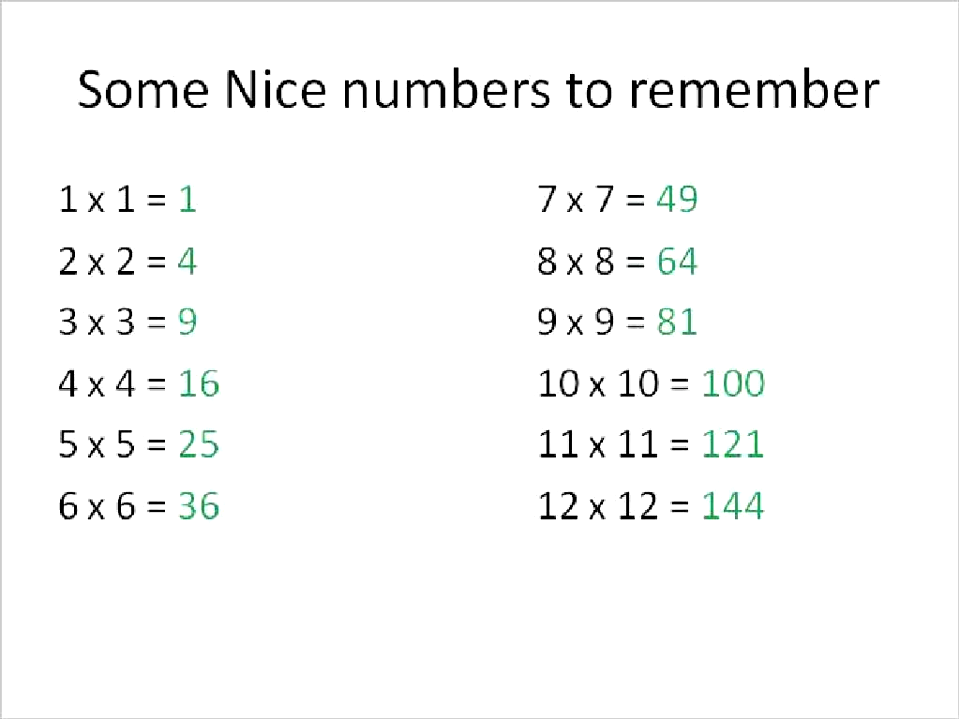 Some Nice numbers to remember
1 x 1 = 1
2 x 2 = 4
3 x 3 = 9
4 x 4 = 16
5 x 5 = 25
6 x 6 = 36
7 x 7 = 49
8 x 8 = 64
9 x 9 = 81
10 x 10 = 100
11 x 11 = 121
12 x 12 = 144